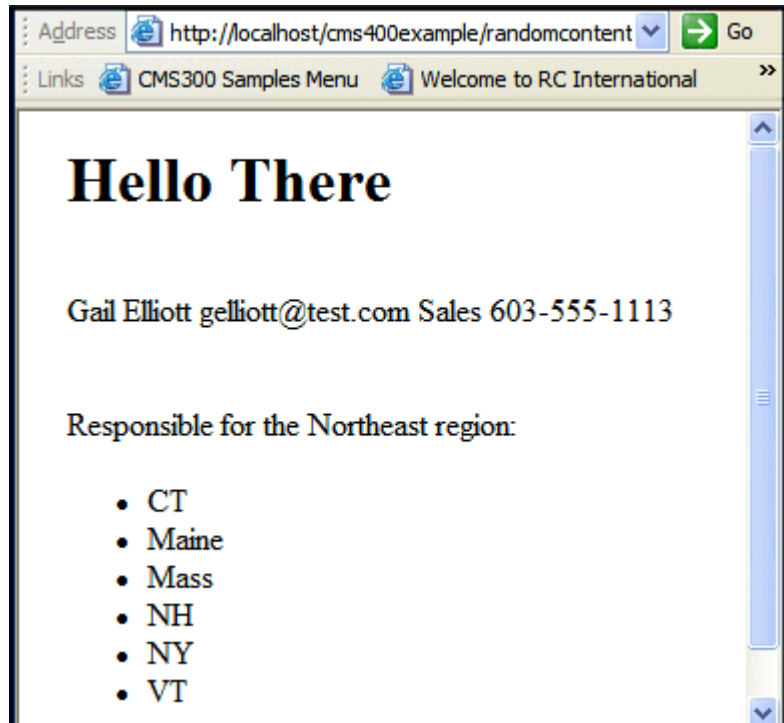 Address http://localhost/cms400example/randomcontent Go
Links CMS300 Samples Menu Welcome to RC International »
Hello There
Gail Elliott gelliott@test.com Sales 603-555-1113
Responsible for the Northeast region:
• CT
• Maine
• Mass
• NH
• NY
• VT